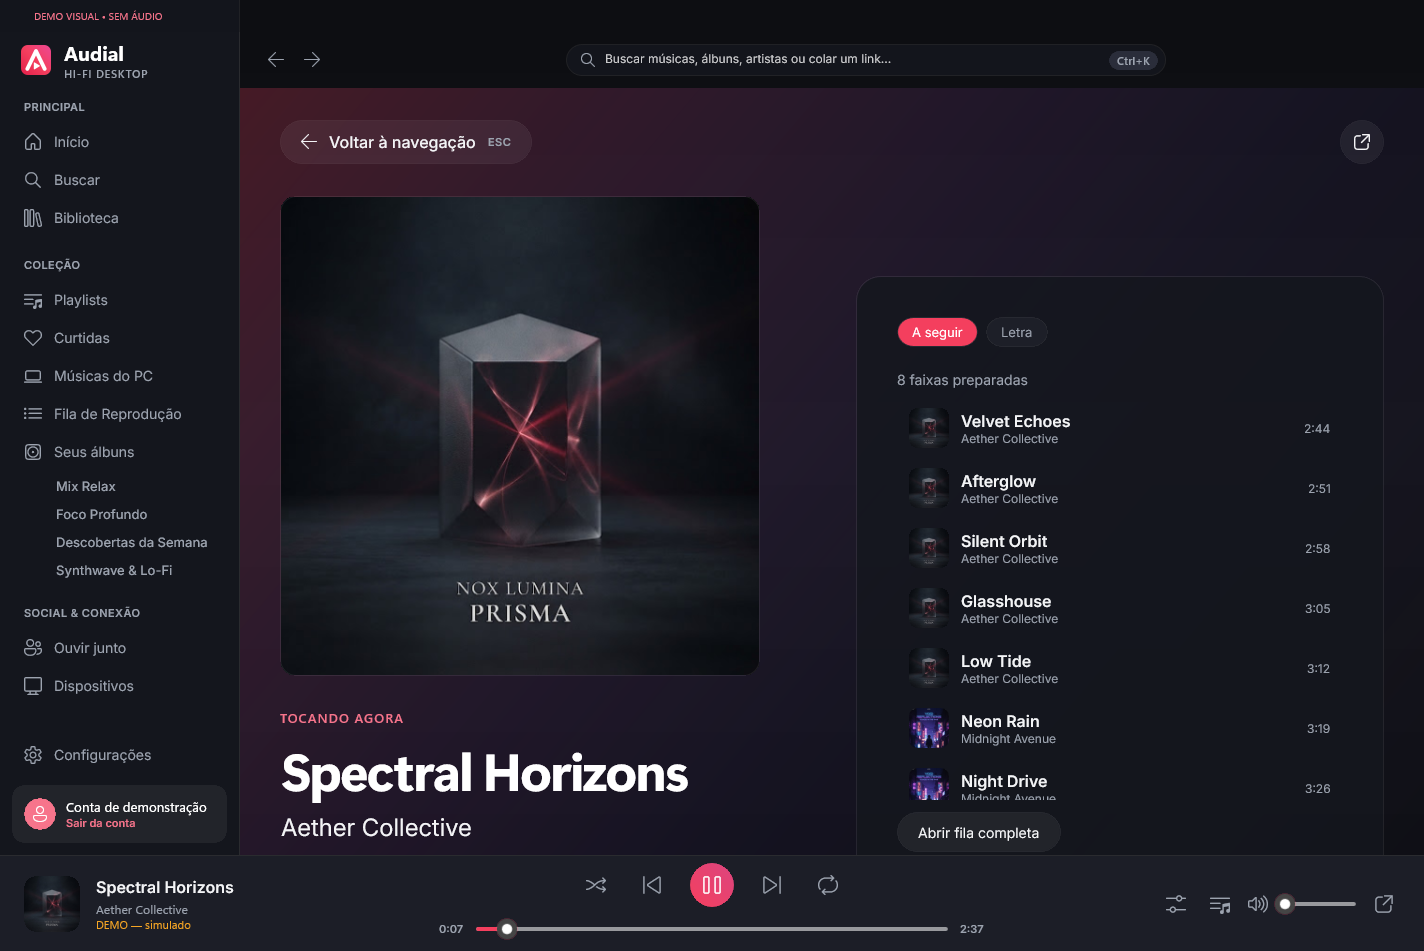 DEMO VISUAL • SEM ÁUDIO
Audial
HI-FI DESKTOP
PRINCIPAL
Início
Buscar
Biblioteca
COLEÇÃO
Playlists
Curtidas
Músicas do PC
Fila de Reprodução
Seus álbuns
Mix Relax
Foco Profundo
Descobertas da Semana
Synthwave & Lo-Fi
SOCIAL & CONEXÃO
Ouvir junto
Dispositivos
Configurações
Conta de demonstração
Sair da conta
Buscar músicas, álbuns, artistas ou colar um link...
Ctrl+K
Voltar à navegação ESC
NOX LUMINA
PRISMA
TOCANDO AGORA
Spectral Horizons
Aether Collective
A seguir
Letra
8 faixas preparadas
Velvet Echoes
Aether Collective
2:44
Afterglow
Aether Collective
2:51
Silent Orbit
Aether Collective
2:58
Glasshouse
Aether Collective
3:05
Low Tide
Aether Collective
3:12
Neon Rain
Midnight Avenue
3:19
Night Drive
Midnight Avenue
3:26
Abrir fila completa
Spectral Horizons
Aether Collective
DEMO — simulado
0:07
2:37